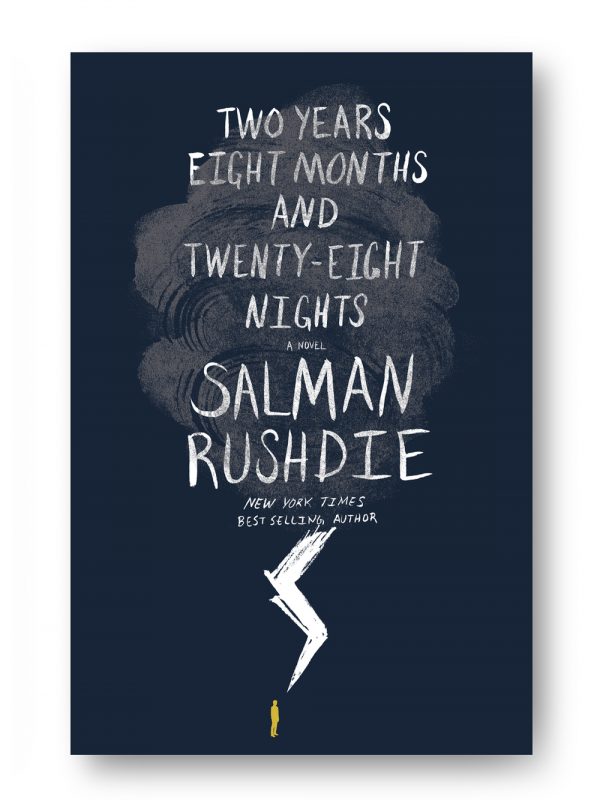 TWO YEARS
EIGHT MONTHS
AND
TWENTY-EIGHT
NIGHTS
A NOVEL
SALMAN
RUSHDIE
NEW YORK TIMES
BESTSELLING AUTHOR